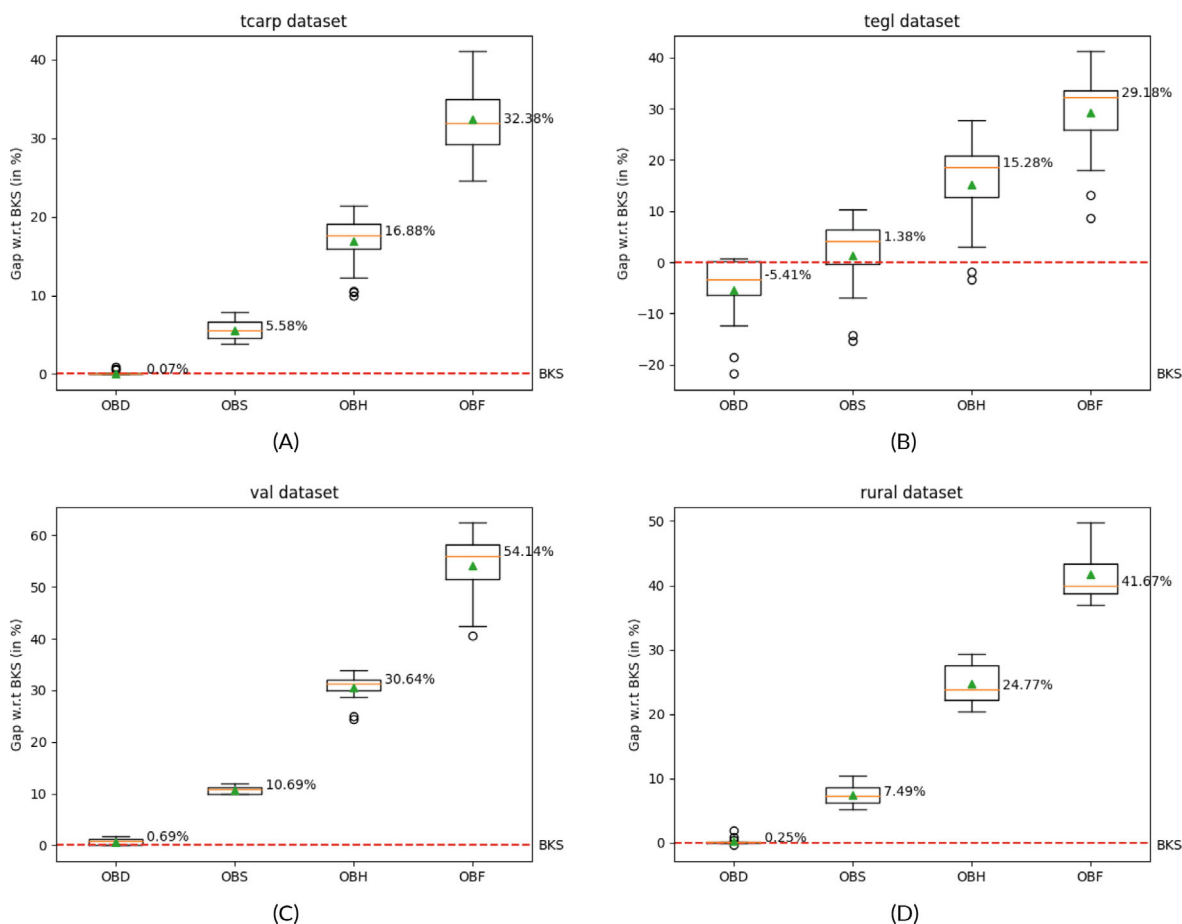 tcarp dataset
Gap w.r.t BKS (in %)
40
30
20
10
0
0.07%
5.58%
16.88%
32.38%
BKS
OBD OBS OBH OBF
(A)
tegl dataset
Gap w.r.t BKS (in %)
40
30
20
10
0
−10
−20
-5.41%
1.38%
15.28%
29.18%
BKS
OBD OBS OBH OBF
(B)
val dataset
Gap w.r.t BKS (in %)
60
50
40
30
20
10
0
0.69%
10.69%
30.64%
54.14%
BKS
OBD OBS OBH OBF
(C)
rural dataset
Gap w.r.t BKS (in %)
50
40
30
20
10
0
0.25%
7.49%
24.77%
41.67%
BKS
OBD OBS OBH OBF
(D)